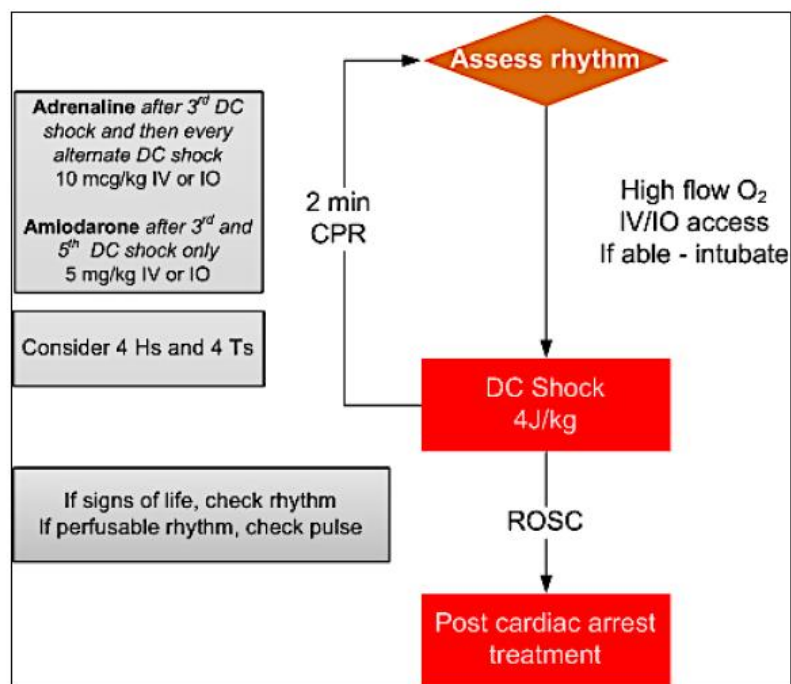 Assess rhythm
Adrenaline after 3rd DC
shock and then every
alternate DC shock
10 mcg/kg IV or IO
Amiodarone after 3rd and
5th DC shock only
5 mg/kg IV or IO
2 min
CPR
High flow O₂
IV/IO access
If able - intubate
Consider 4 Hs and 4 Ts
DC Shock
4J/kg
If signs of life, check rhythm
If perfusable rhythm, check pulse
ROSC
Post cardiac arrest
treatment